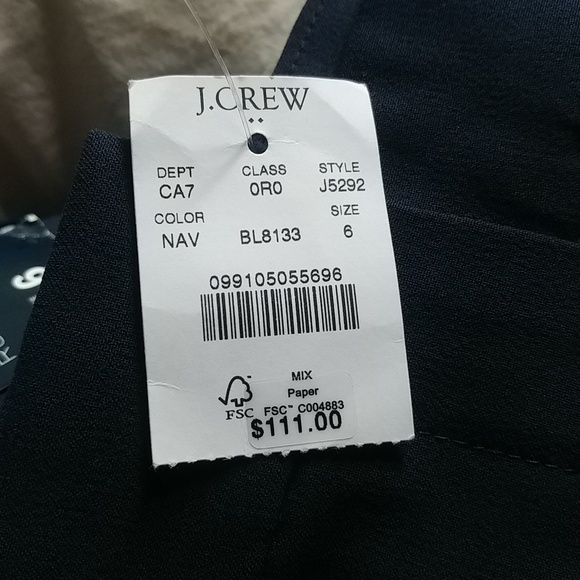 J.CREW
DEPT CLASS STYLE
CA7 0R0 J5292
COLOR SIZE
NAV BL8133 6
099105055696
MIX
Paper
FSC FSC™ C004883
$111.00